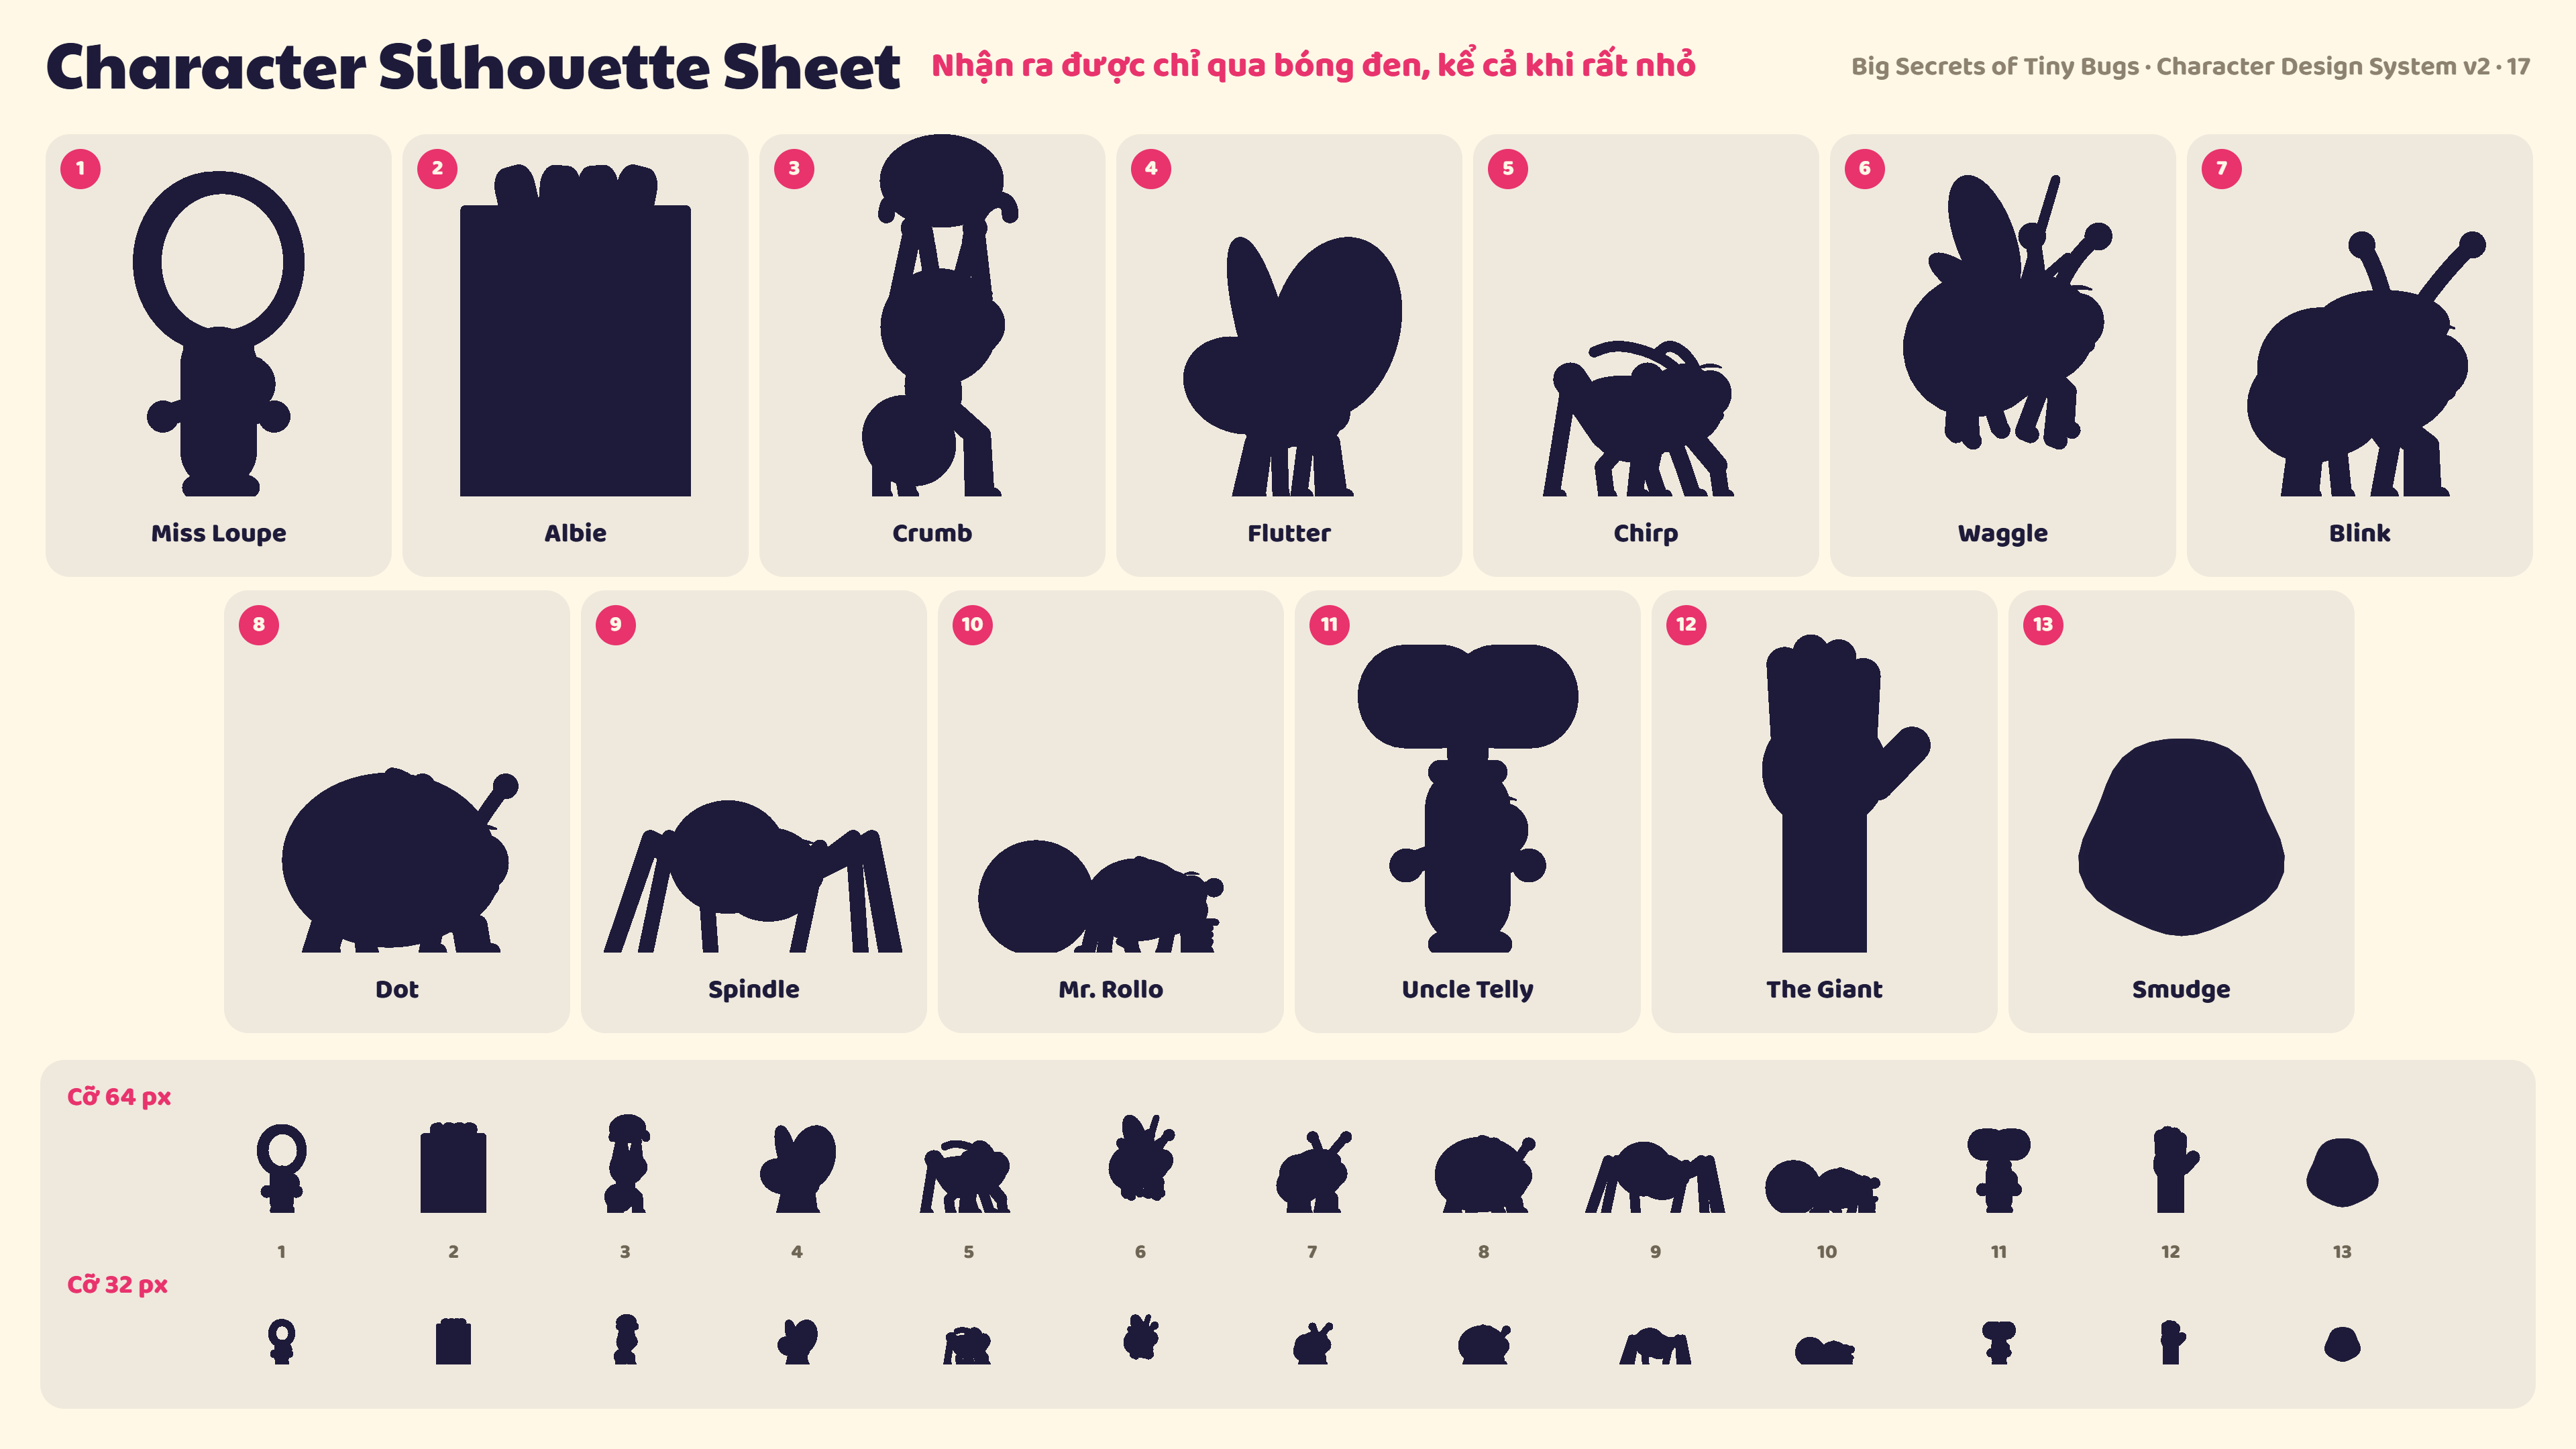 Character Silhouette Sheet
Nhận ra được chỉ qua bóng đen, kể cả khi rất nhỏ
Big Secrets of Tiny Bugs · Character Design System v2 · 17
1
2
3
4
5
6
7
Miss Loupe
Albie
Crumb
Flutter
Chirp
Waggle
Blink
8
9
10
11
12
13
Dot
Spindle
Mr. Rollo
Uncle Telly
The Giant
Smudge
Cỡ 64 px
1 2 3 4 5 6 7 8 9 10 11 12 13
Cỡ 32 px